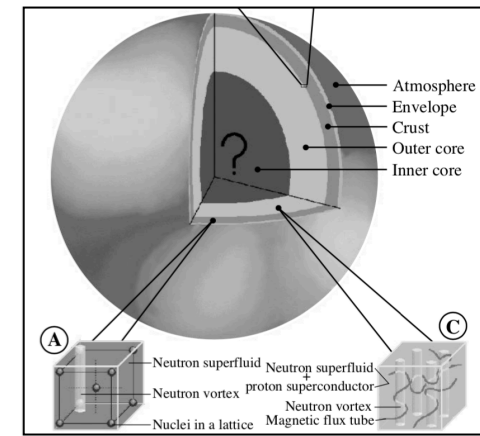 Atmosphere
Envelope
Crust
Outer core
Inner core
?
A
C
Neutron superfluid
Neutron vortex
Nuclei in a lattice
Neutron superfluid
+
proton superconductor
Neutron vortex
Magnetic flux tube